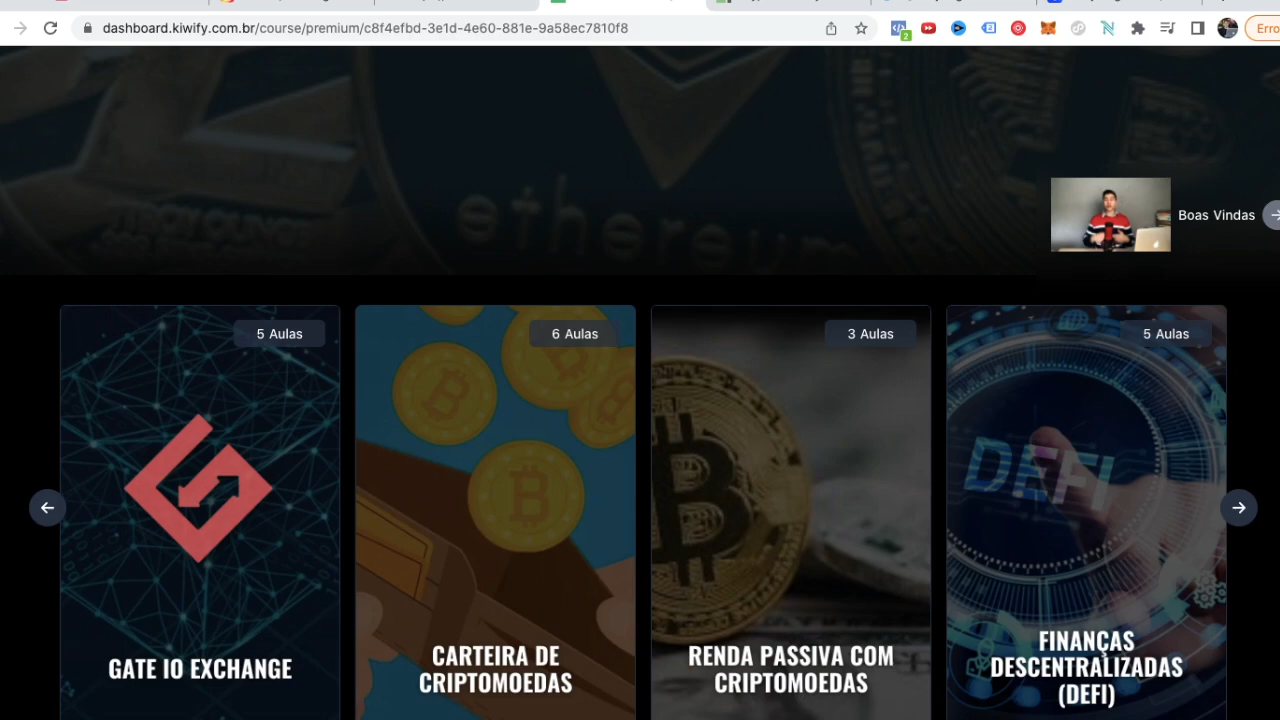 dashboard.kiwify.com.br/course/premium/c8f4efbd-3e1d-4e60-881e-9a58ec7810f8
2
Erro
ethereum
Boas Vindas
5 Aulas
6 Aulas
3 Aulas
5 Aulas
DEFI
GATE IO EXCHANGE
CARTEIRA DE
CRIPTOMOEDAS
RENDA PASSIVA COM
CRIPTOMOEDAS
FINANÇAS
DESCENTRALIZADAS
(DEFI)